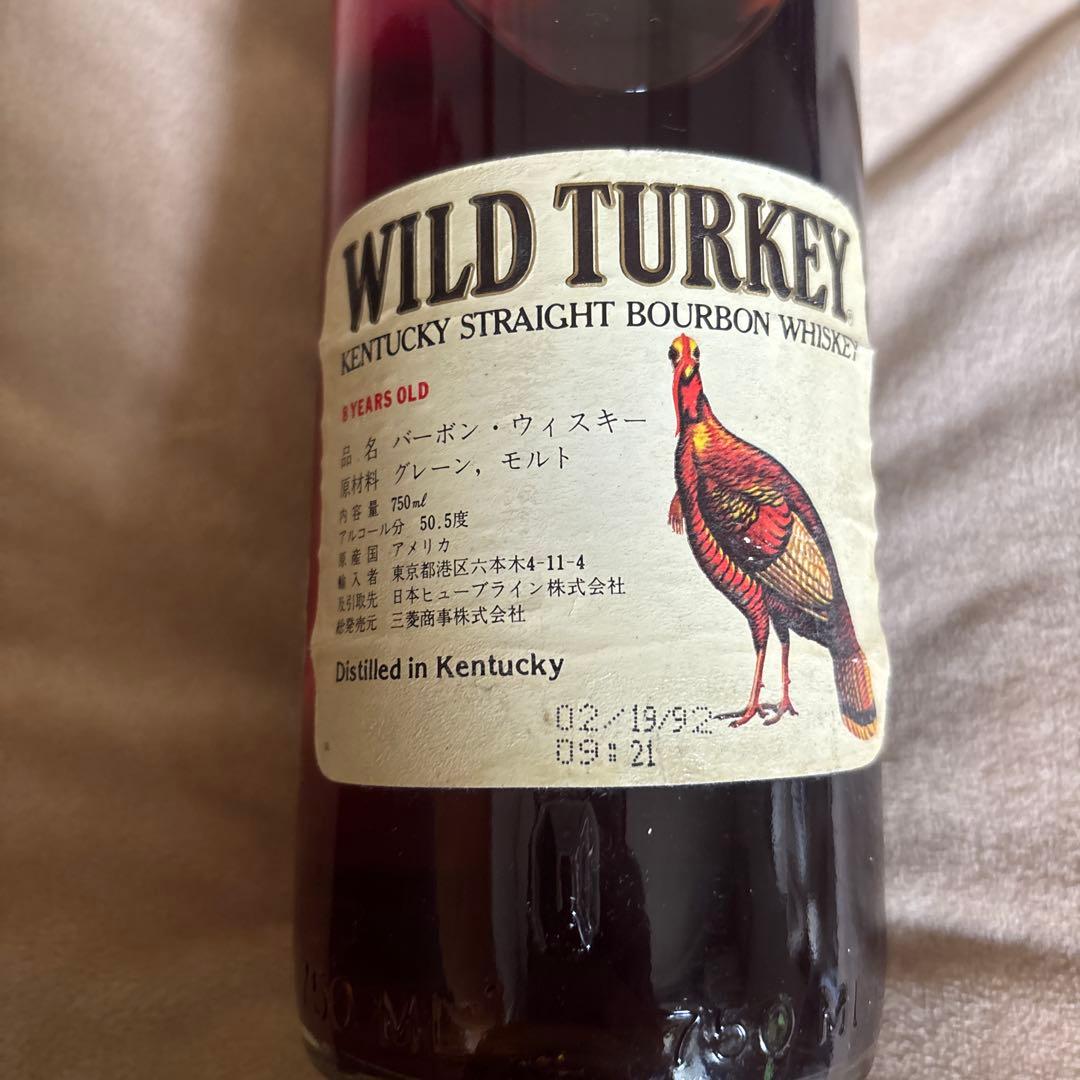 WILD TURKEY®
KENTUCKY STRAIGHT BOURBON WHISKEY
8 YEARS OLD
品名 バーボン・ウィスキー
原材料 グレーン, モルト
内容量 750ml
アルコール分 50.5度
原産国 アメリカ
輸入者 東京都港区六本木4-11-4
及引取先 日本ヒューブライン株式会社
総発売元 三菱商事株式会社
Distilled in Kentucky
02/19/92
09:21
750 ML 750 ML